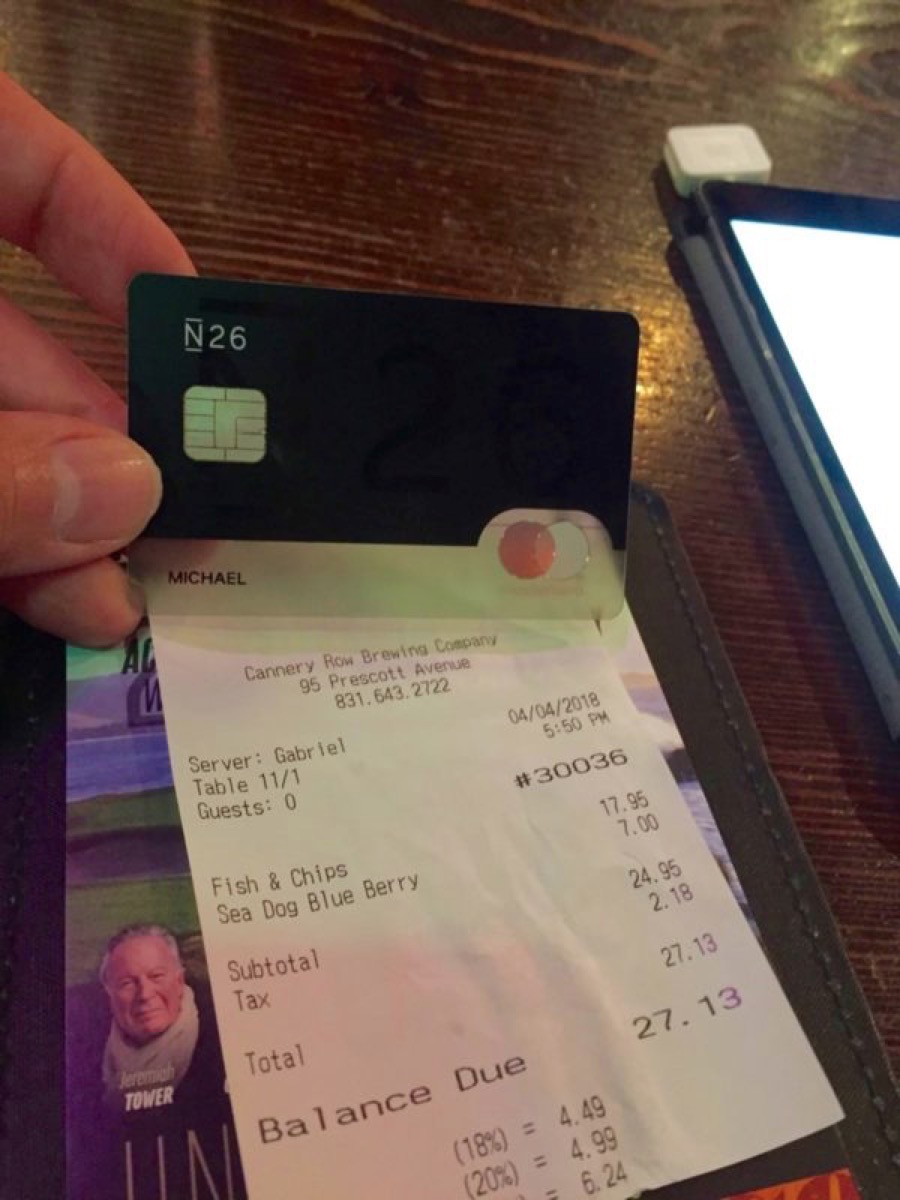 N26
26
MICHAEL
Cannery Row Brewing Company
95 Prescott Avenue
831.643.2722
04/04/2018
5:50 PM
Server: Gabriel
Table 11/1
Guests: 0
#30036
Fish & Chips 17.95
Sea Dog Blue Berry 7.00
Subtotal 24.95
Tax 2.18
Total 27.13
Balance Due 27.13
(18%) = 4.49
(20%) = 4.99
= 6.24
Jeremiah
TOWER
UN